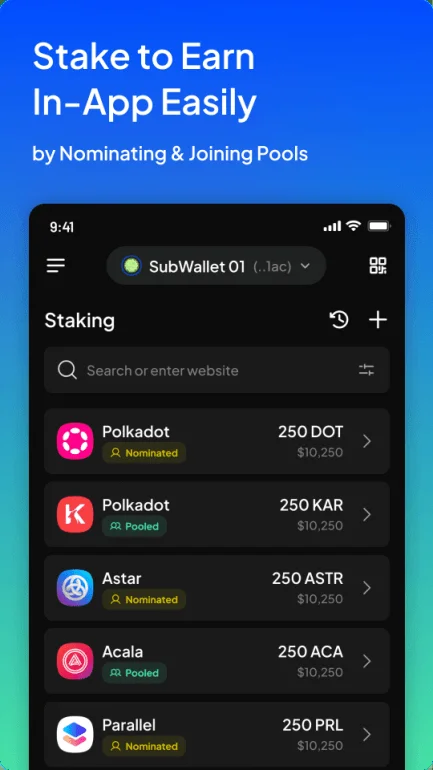 Stake to Earn
In-App Easily
by Nominating & Joining Pools
9:41
SubWallet 01 (..1ac)
Staking
Search or enter website
Polkadot 250 DOT
Nominated $10,250
Polkadot 250 KAR
Pooled $10,250
Astar 250 ASTR
Nominated $10,250
Acala 250 ACA
Pooled $10,250
Parallel 250 PRL
Nominated $10,250